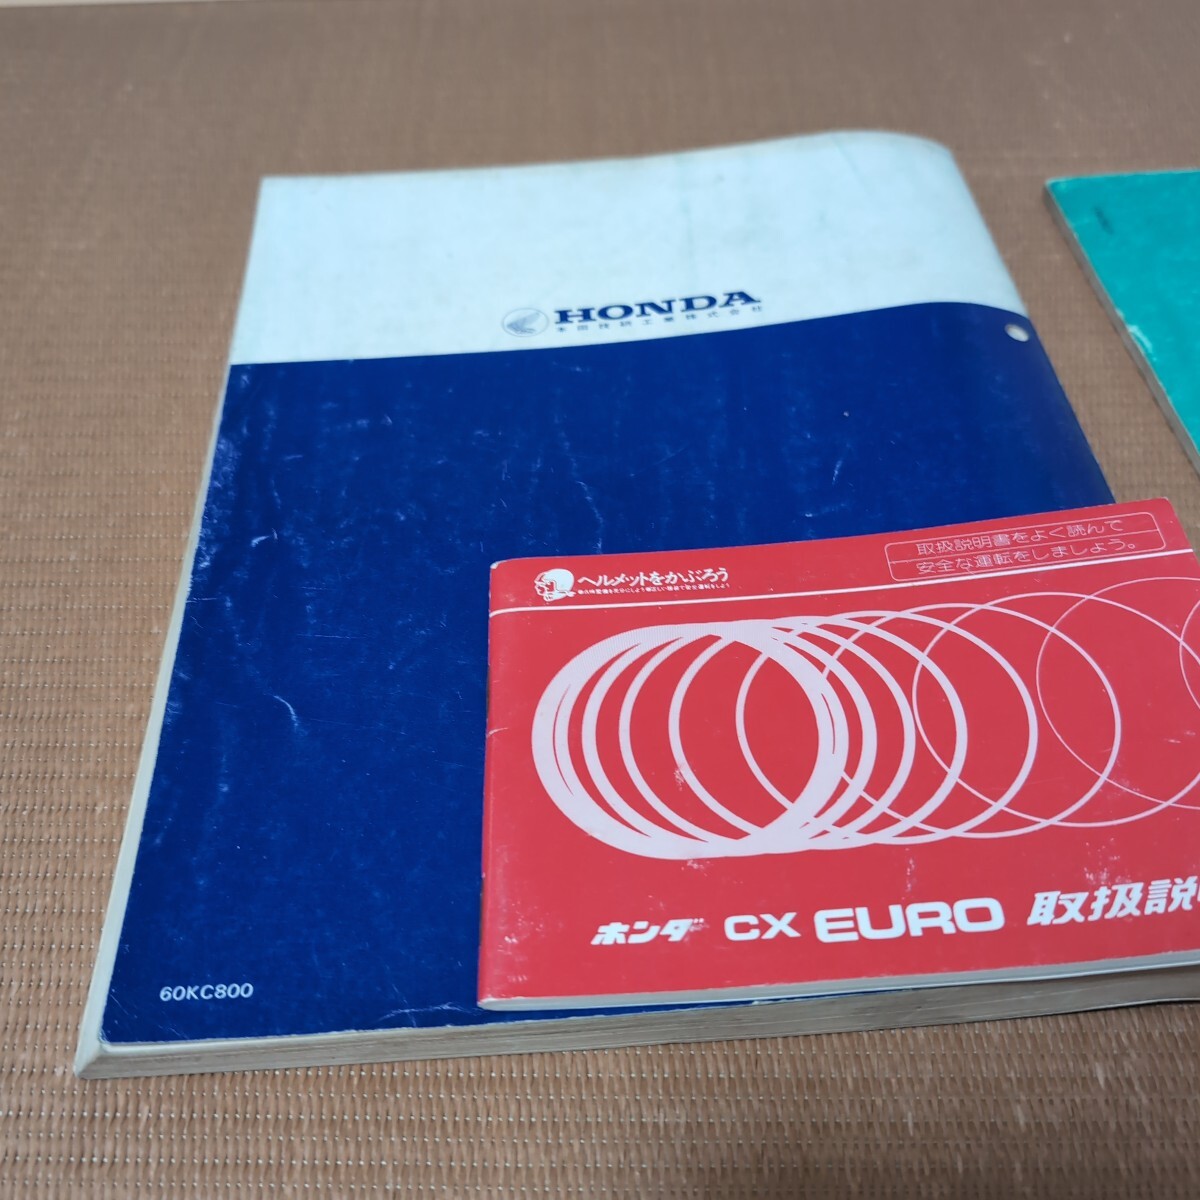 HONDA
本田技研工業株式会社
60KC800
ヘルメットをかぶろう
取扱説明書をよく読んで
安全な運転をしましょう。
ホンダ CX EURO 取扱説